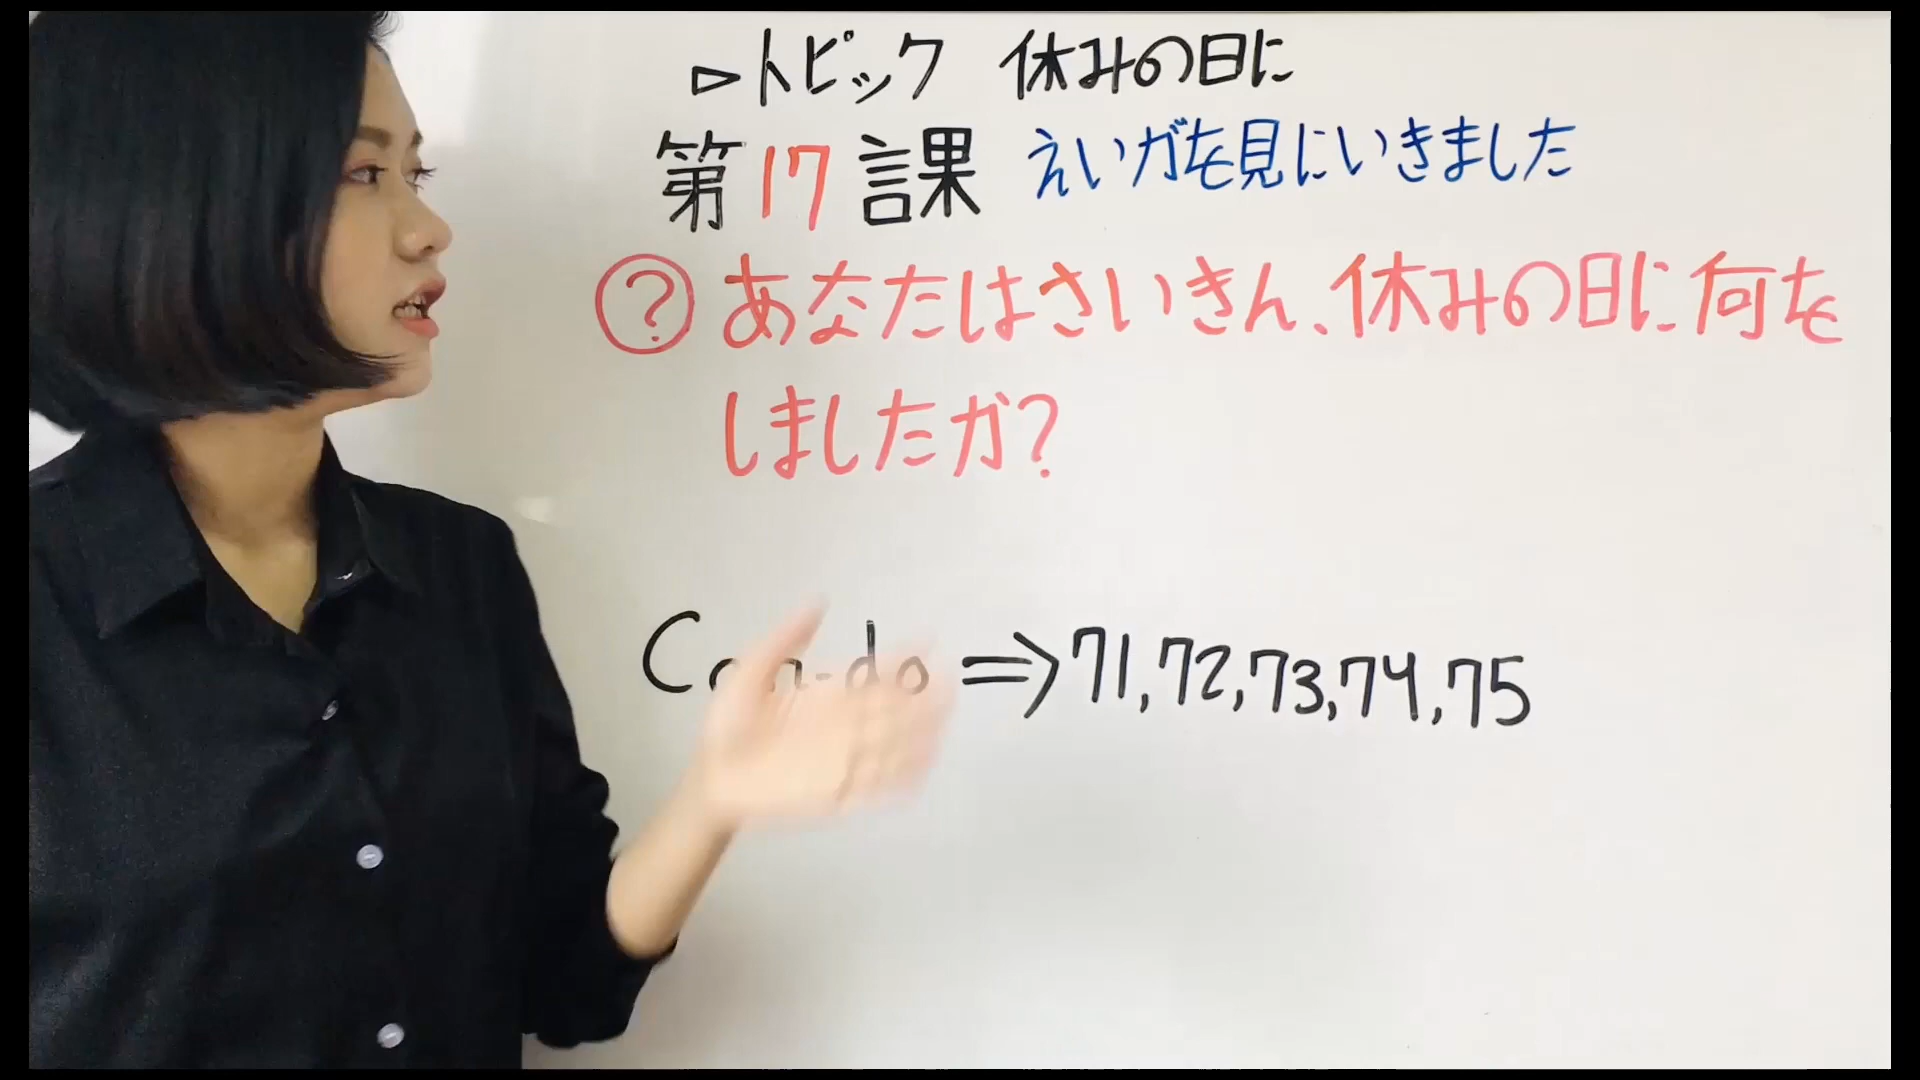 ▷トピック 休みの日に
第17課 えいがを見にいきました
? あなたはさいきん、休みの日に何を
しましたか?
Can-do ⇒71,72,73,74,75